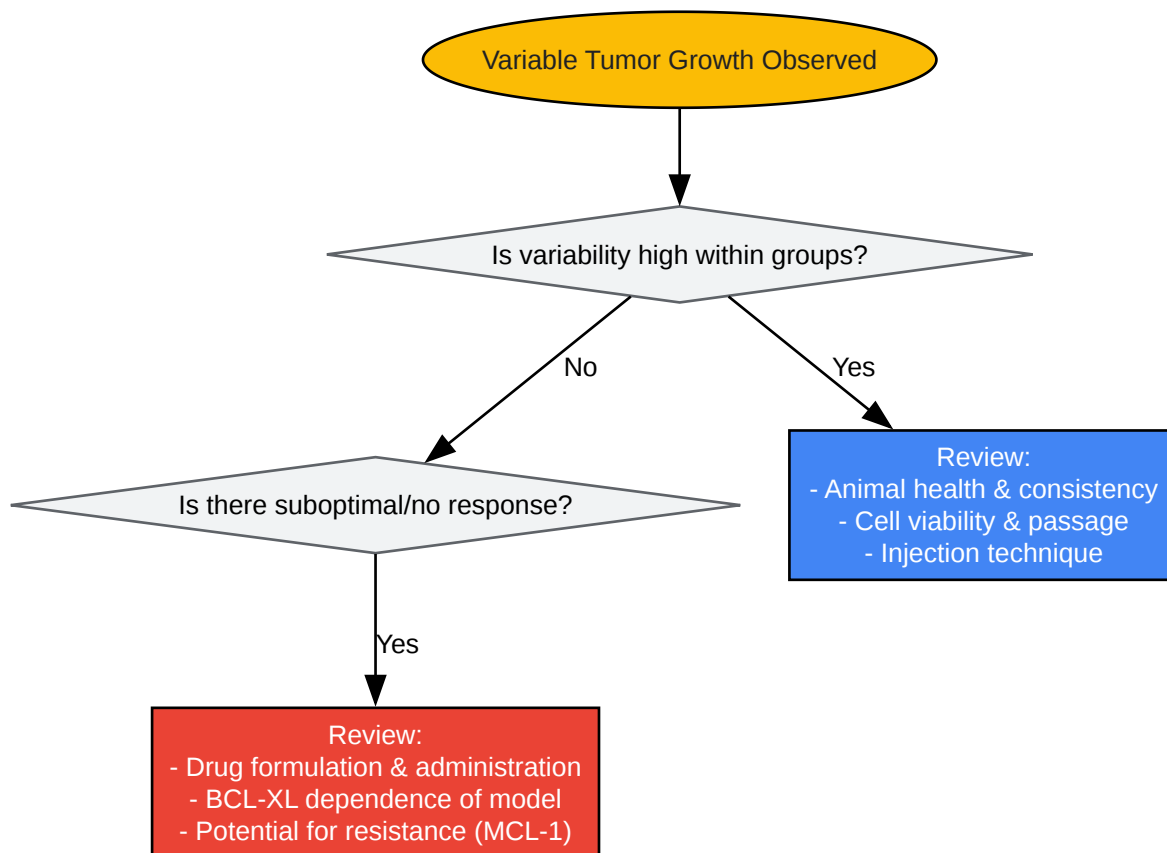 Variable Tumor Growth Observed
Is variability high within groups?
No
Yes
Review:
- Animal health & consistency
- Cell viability & passage
- Injection technique
Is there suboptimal/no response?
Yes
Review:
- Drug formulation & administration
- BCL-XL dependence of model
- Potential for resistance (MCL-1)